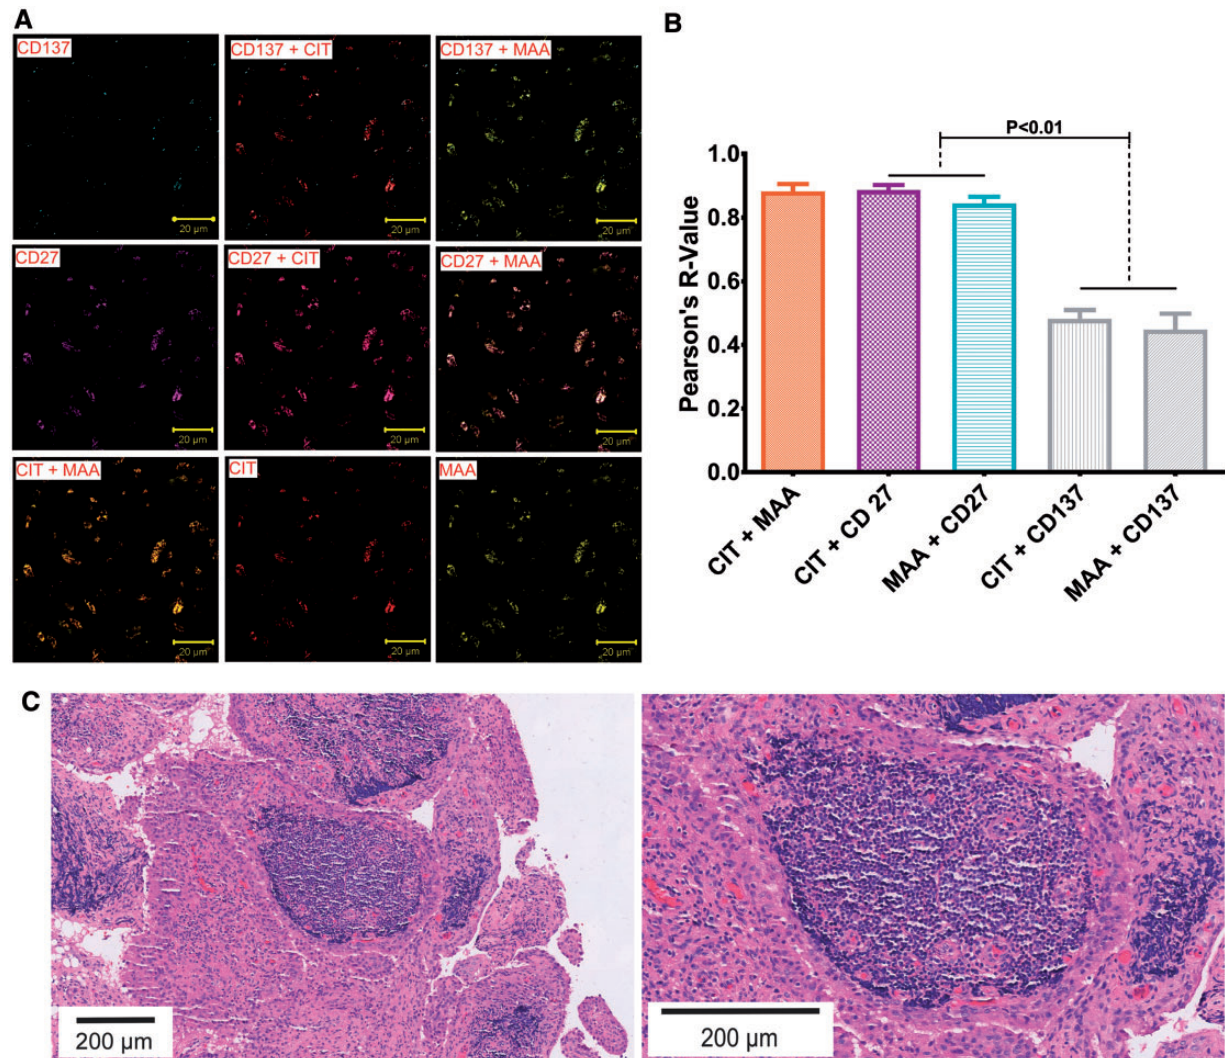 A
CD137
CD137 + CIT
CD137 + MAA
20 µm
20 µm
20 µm
CD27
CD27 + CIT
CD27 + MAA
20 µm
20 µm
20 µm
CIT + MAA
CIT
MAA
20 µm
20 µm
20 µm
B
P<0.01
Pearson's R-Value
1.0
0.8
0.6
0.4
0.2
0.0
CIT + MAA
CIT + CD 27
MAA + CD27
CIT + CD137
MAA + CD137
C
200 µm
200 µm